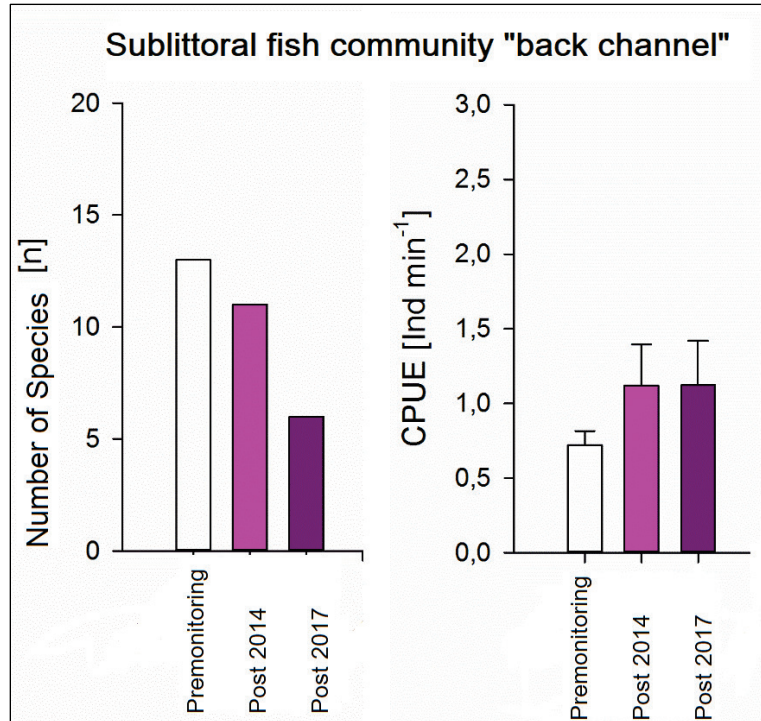 Sublittoral fish community "back channel"
Number of Species [n]
20
15
10
5
0
Premonitoring
Post 2014
Post 2017
CPUE [Ind min⁻¹]
3,0
2,5
2,0
1,5
1,0
0,5
0,0
Premonitoring
Post 2014
Post 2017